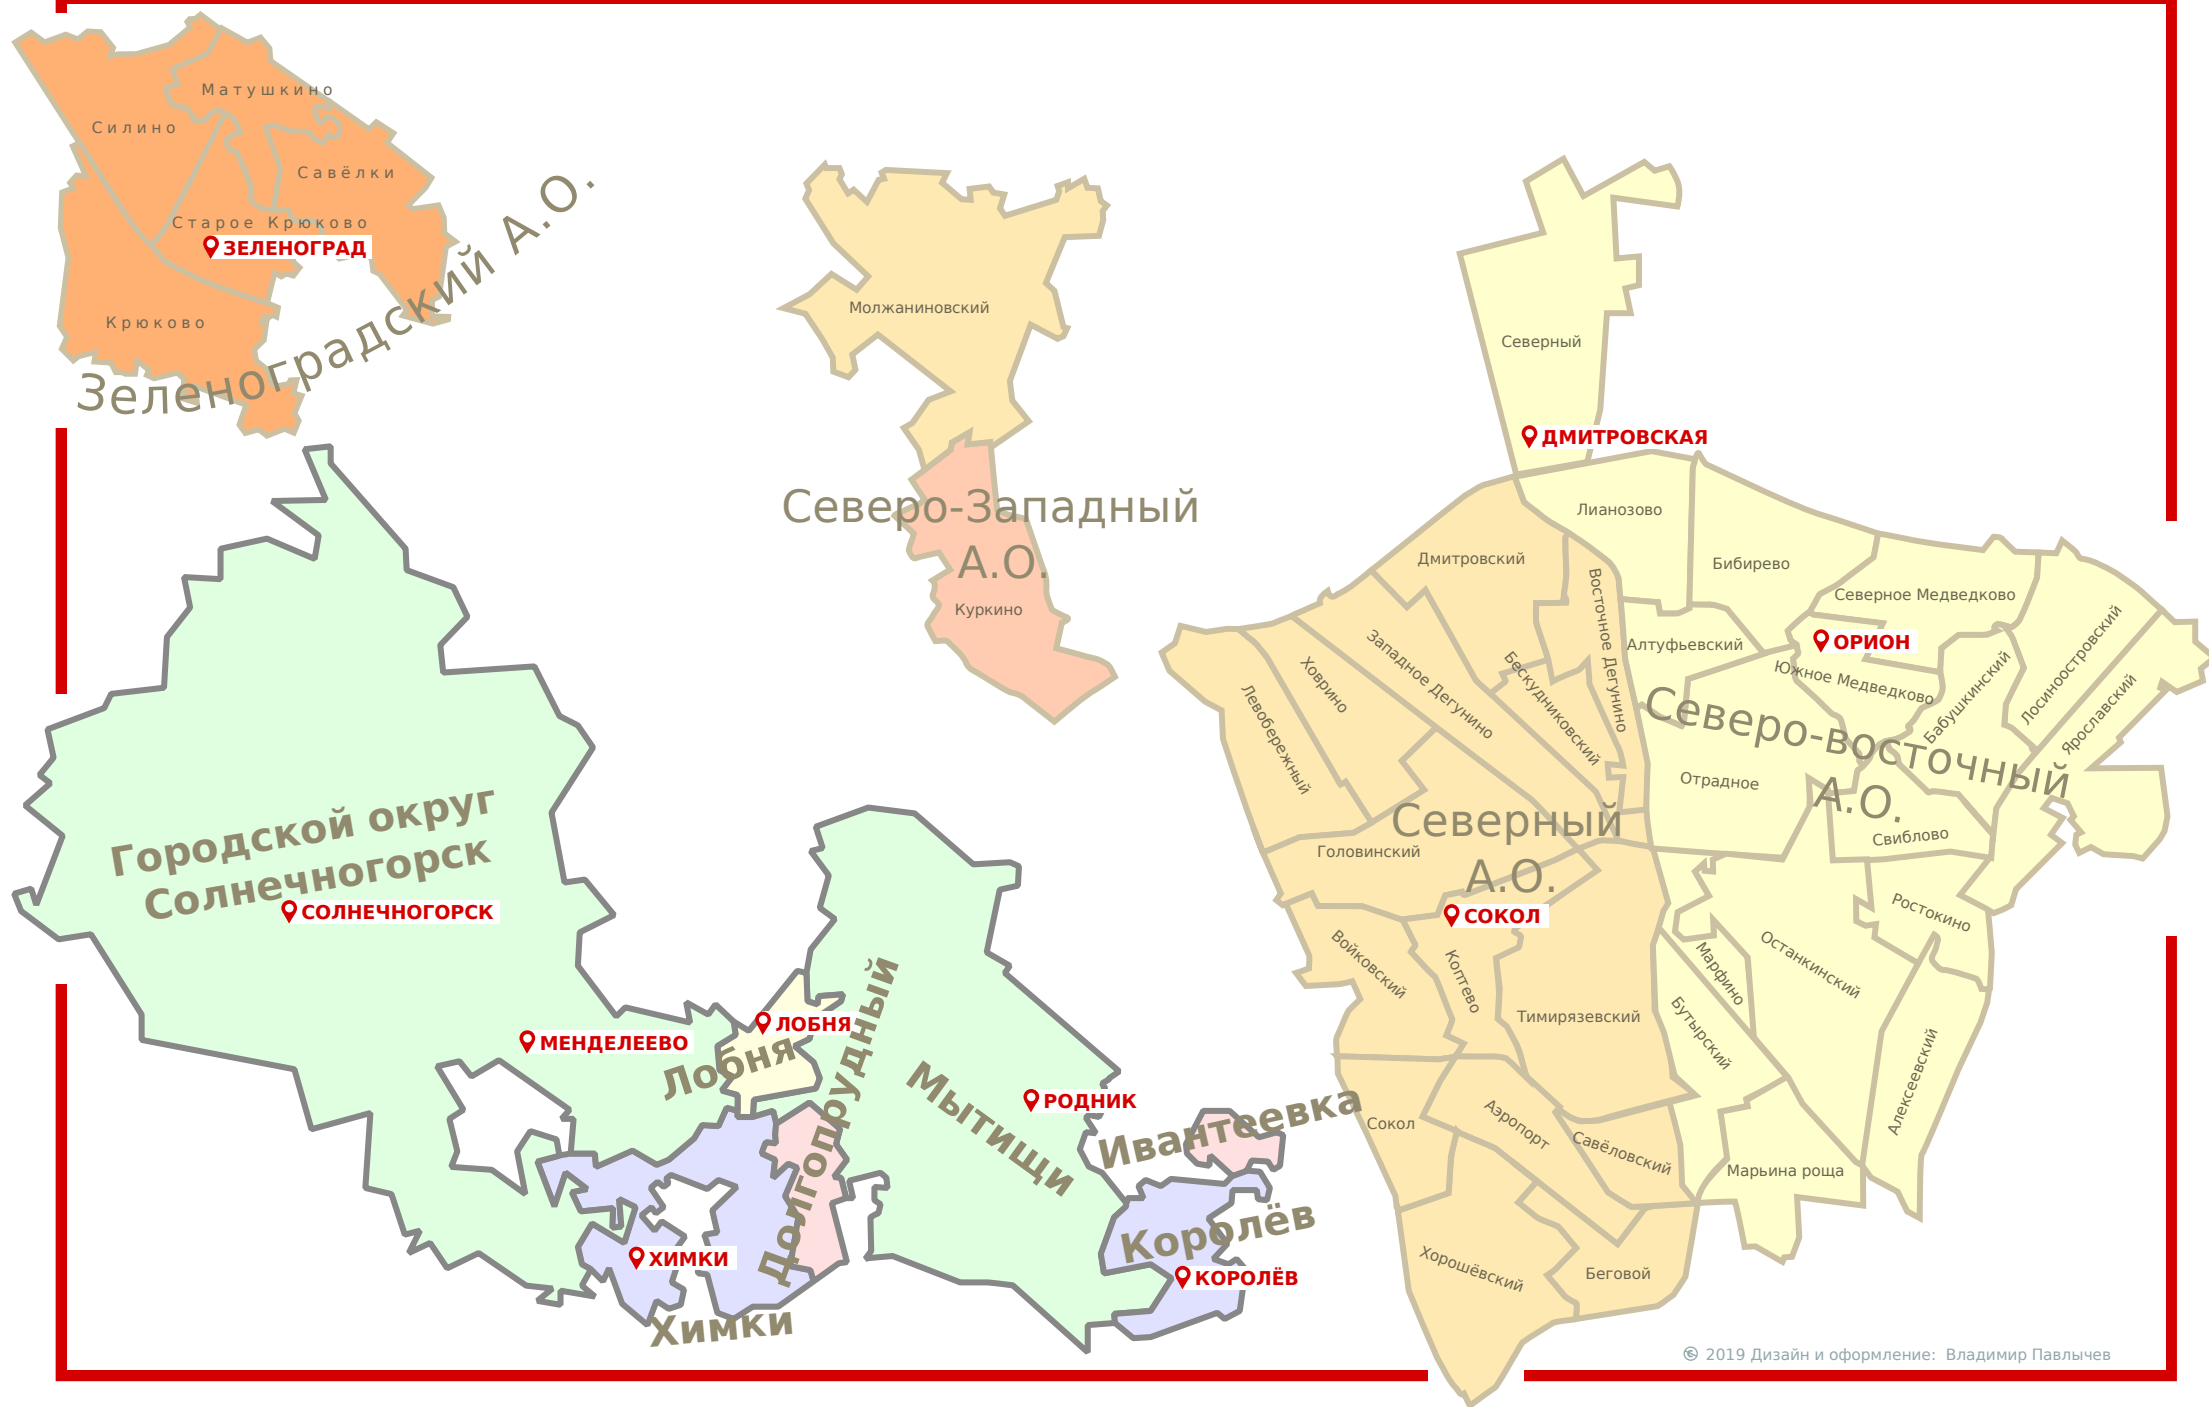 Матушкино
Силино
Савёлки
Старое Крюково
ЗЕЛЕНОГРАД
Крюково
Зеленоградский А.О.
Молжаниновский
Северо-Западный
А.О.
Куркино
Северный
ДМИТРОВСКАЯ
Лианозово
Дмитровский
Бибирево
Восточное Дегунино
Северное Медведково
Алтуфьевский
ОРИОН
Южное Медведково
Бабушкинский
Лосиноостровский
Ярославский
Западное Дегунино
Бескудниковский
Ховрино
Левобережный
Северо-восточный
А.О.
Отрадное
Свиблово
Северный
А.О.
Головинский
СОКОЛ
Войковский
Коптево
Тимирязевский
Ростокино
Останкинский
Марфино
Бутырский
Алексеевский
Сокол
Аэропорт
Савёловский
Марьина роща
Хорошёвский
Беговой
Городской округ
Солнечногорск
СОЛНЕЧНОГОРСК
МЕНДЕЛЕЕВО
ЛОБНЯ
Лобня
Долгопрудный
Мытищи
РОДНИК
Ивантеевка
Королёв
КОРОЛЁВ
ХИМКИ
Химки
© 2019 Дизайн и оформление: Владимир Павлычев